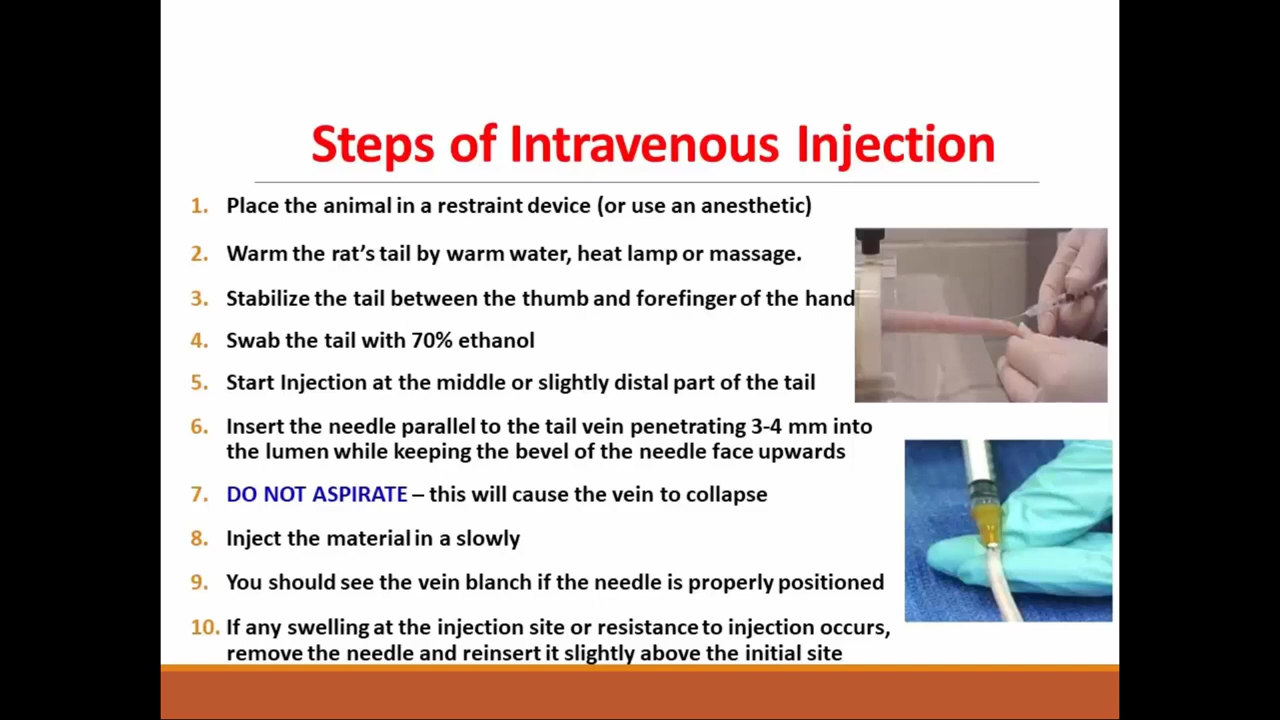 Steps of Intravenous Injection
1. Place the animal in a restraint device (or use an anesthetic)
2. Warm the rat's tail by warm water, heat lamp or massage.
3. Stabilize the tail between the thumb and forefinger of the hand
4. Swab the tail with 70% ethanol
5. Start Injection at the middle or slightly distal part of the tail
6. Insert the needle parallel to the tail vein penetrating 3-4 mm into
the lumen while keeping the bevel of the needle face upwards
7. DO NOT ASPIRATE – this will cause the vein to collapse
8. Inject the material in a slowly
9. You should see the vein blanch if the needle is properly positioned
10. If any swelling at the injection site or resistance to injection occurs,
remove the needle and reinsert it slightly above the initial site